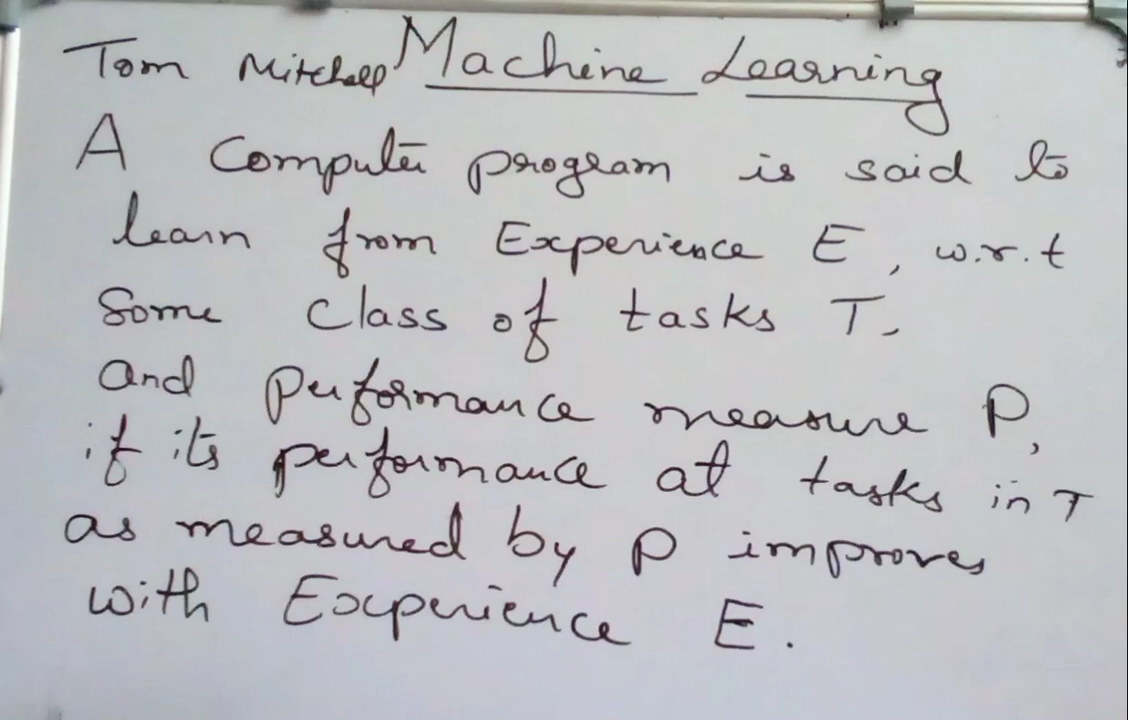 Tom Mitchell Machine Learning
A Computer program is said to
learn from Experience E, w.r.t
Some class of tasks T.
and performance measure P,
if its performance at tasks in T
as measured by P improves
with Experience E.